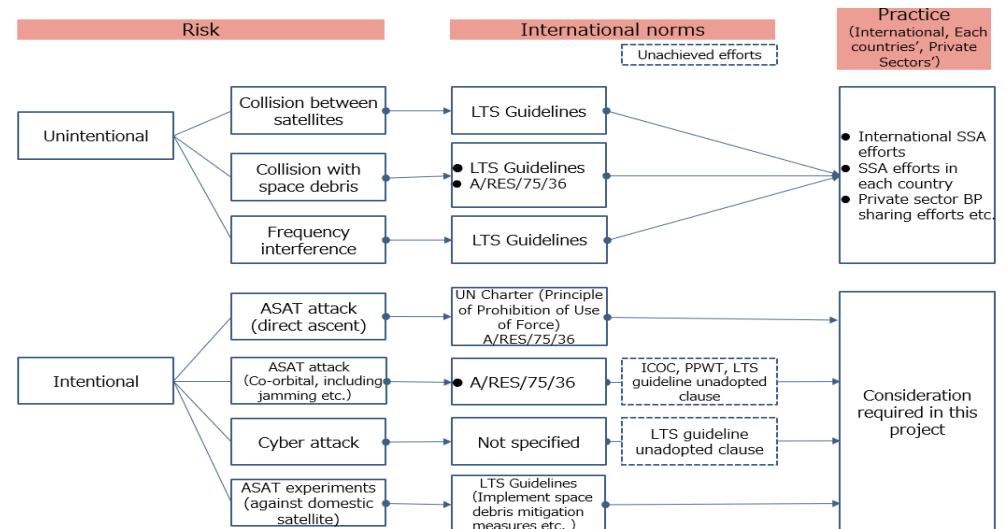 Risk
International norms
Practice
(International, Each
countries’, Private
Sectors’)
Unachieved efforts
Unintentional
Collision between
satellites
LTS Guidelines
Collision with
space debris
● LTS Guidelines
● A/RES/75/36
Frequency
interference
LTS Guidelines
● International SSA
efforts
● SSA efforts in
each country
● Private sector BP
sharing efforts etc.
Intentional
ASAT attack
(direct ascent)
UN Charter (Principle
of Prohibition of Use
of Force)
A/RES/75/36
ASAT attack
(Co-orbital, including
jamming etc.)
● A/RES/75/36
ICOC, PPWT, LTS
guideline unadopted
clause
Cyber attack
Not specified
LTS guideline
unadopted clause
ASAT experiments
(against domestic
satellite)
LTS Guidelines
(Implement space
debris mitigation
measures etc. )
Consideration
required in this
project